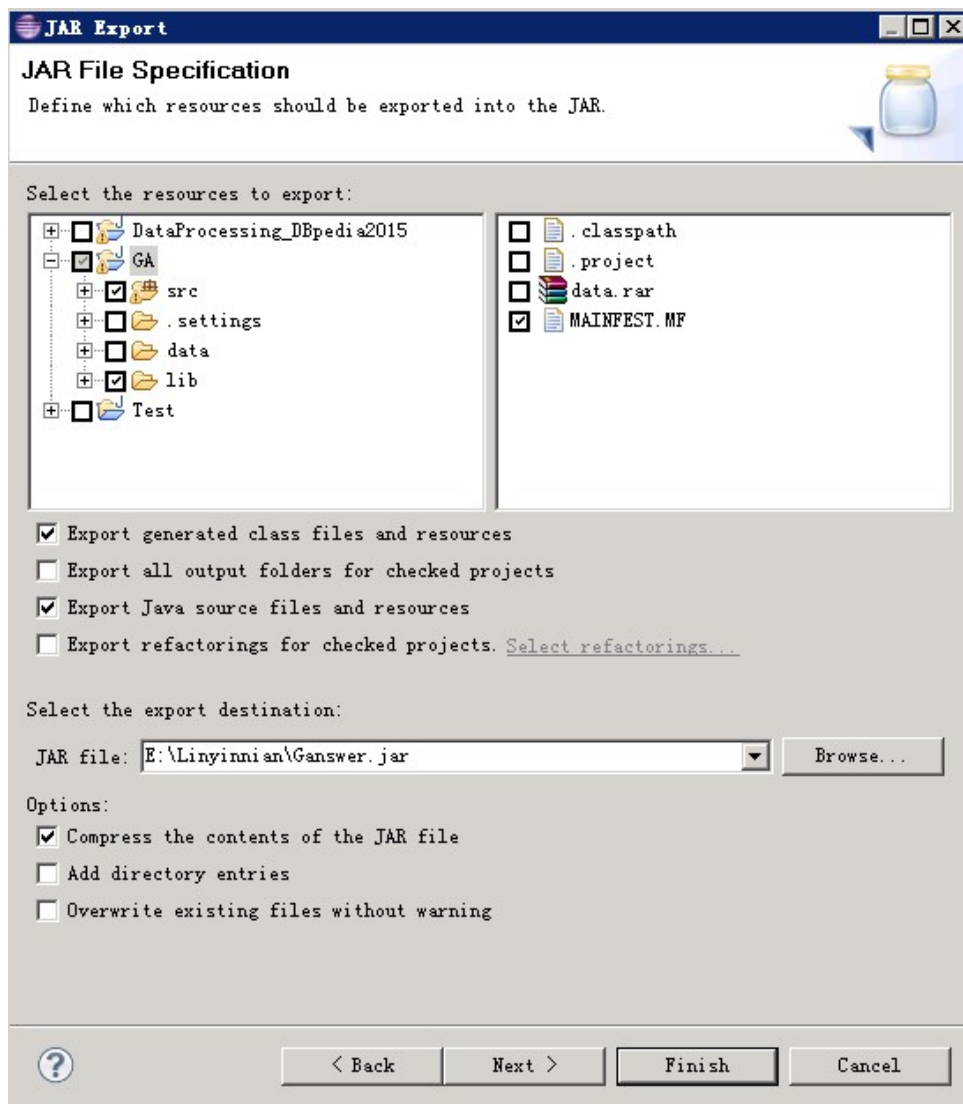 JAR Export
JAR File Specification
Define which resources should be exported into the JAR.
Select the resources to export:
DataProcessing_DBpedia2015
GA
src
.settings
data
lib
Test
.classpath
.project
data.rar
MAINFEST.MF
Export generated class files and resources
Export all output folders for checked projects
Export Java source files and resources
Export refactorings for checked projects. Select refactorings...
Select the export destination:
JAR file: E:\Linyinnian\Ganswer.jar Browse...
Options:
Compress the contents of the JAR file
Add directory entries
Overwrite existing files without warning
? < Back Next > Finish Cancel